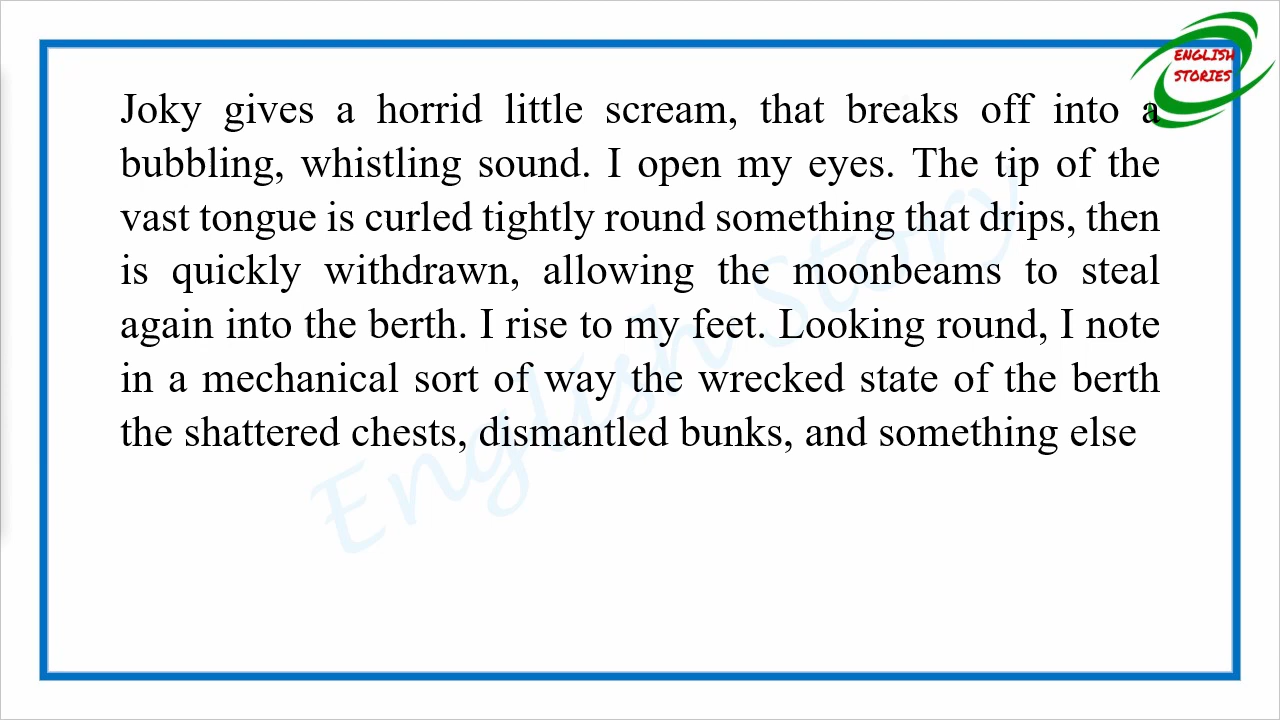 ENGLISH
STORIES
Joky gives a horrid little scream, that breaks off into a
bubbling, whistling sound. I open my eyes. The tip of the
vast tongue is curled tightly round something that drips, then
is quickly withdrawn, allowing the moonbeams to steal
again into the berth. I rise to my feet. Looking round, I note
in a mechanical sort of way the wrecked state of the berth
the shattered chests, dismantled bunks, and something else
English Story